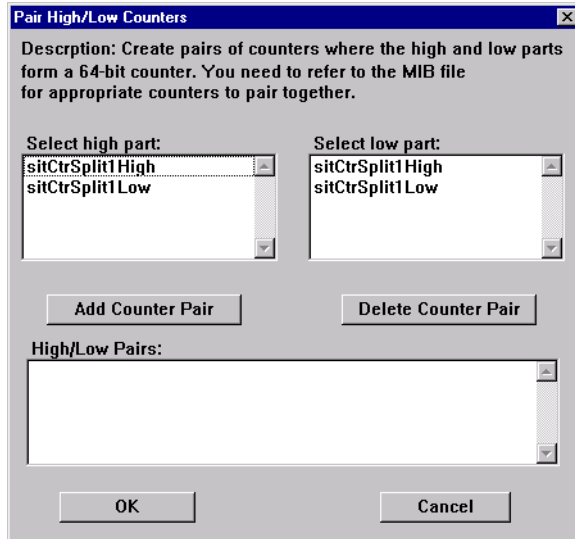 Pair High/Low Counters
Descrption: Create pairs of counters where the high and low parts
form a 64-bit counter. You need to refer to the MIB file
for appropriate counters to pair together.
Select high part:
sitCtrSplit1High
sitCtrSplit1Low
Select low part:
sitCtrSplit1High
sitCtrSplit1Low
Add Counter Pair
Delete Counter Pair
High/Low Pairs:
OK
Cancel